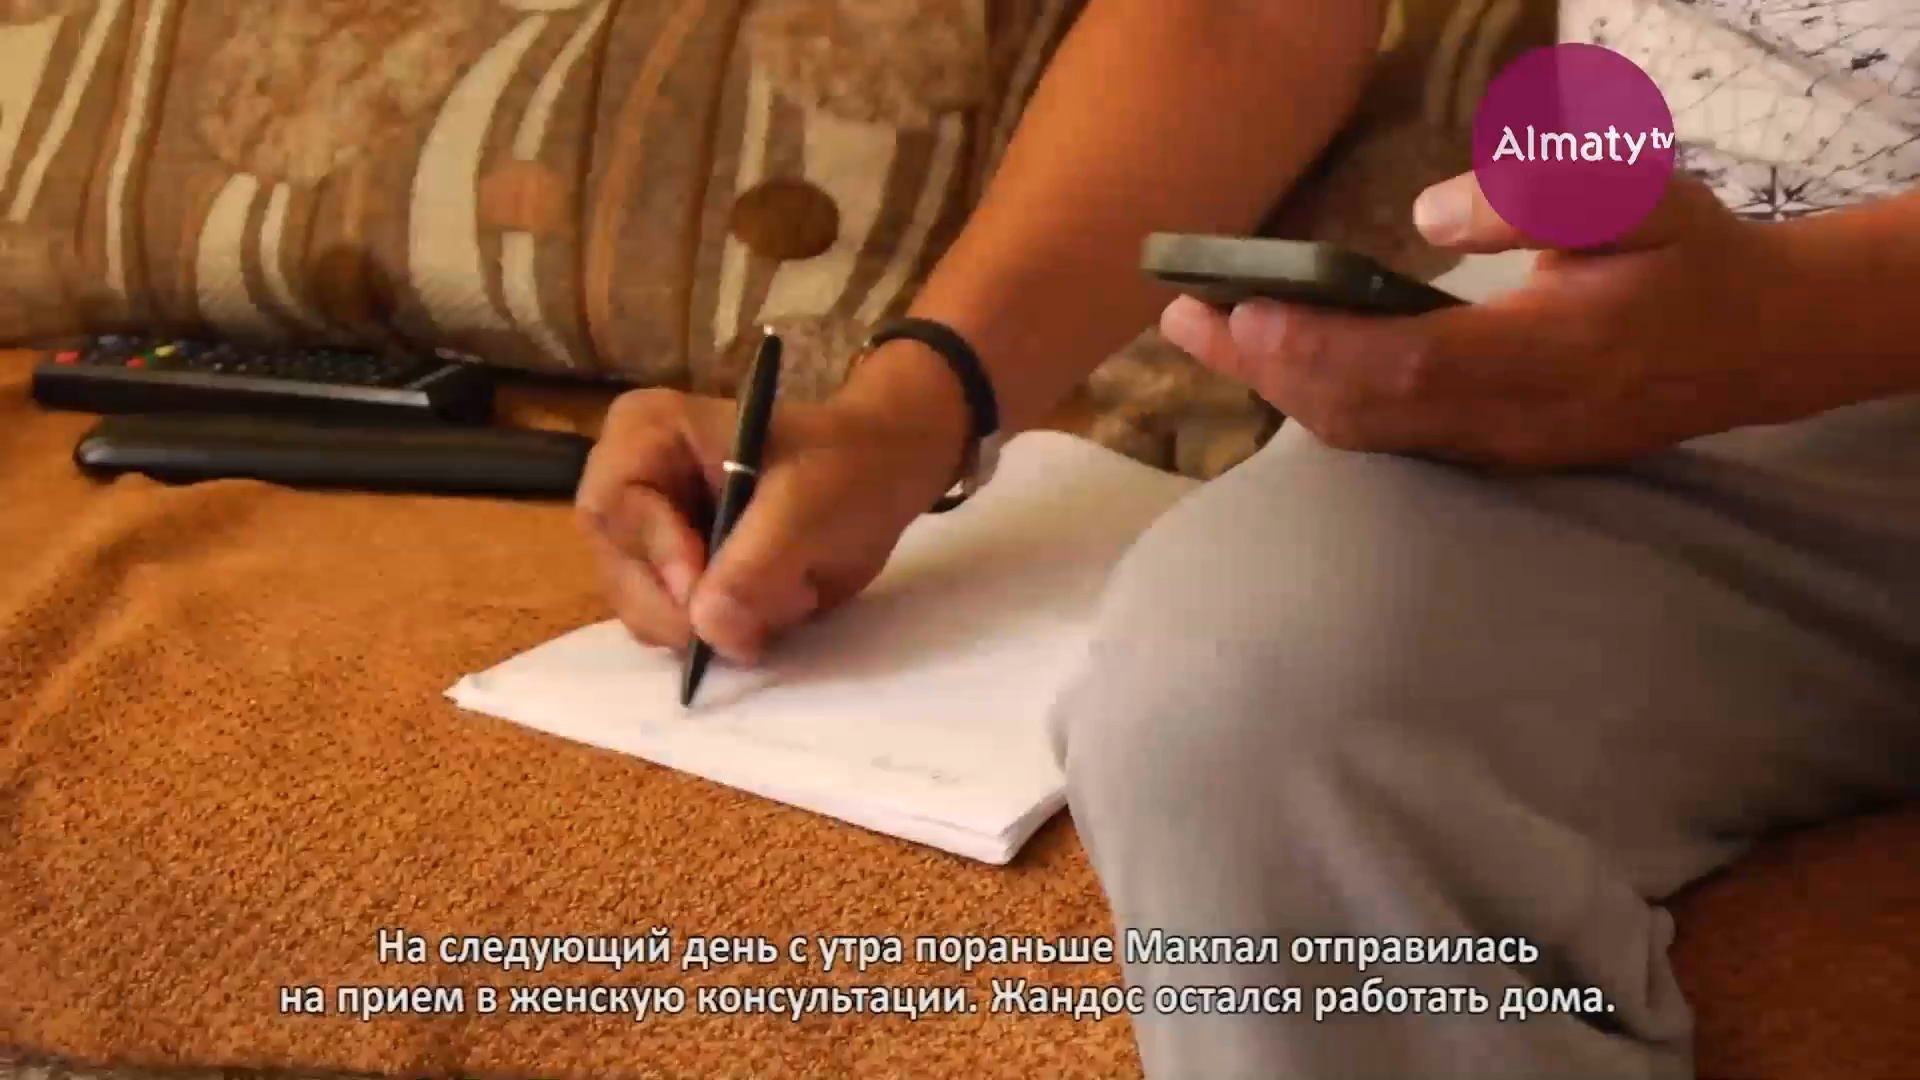 Almaty tv
На следующий день с утра пораньше Макпал отправилась
на прием в женскую консультации. Жандос остался работать дома.